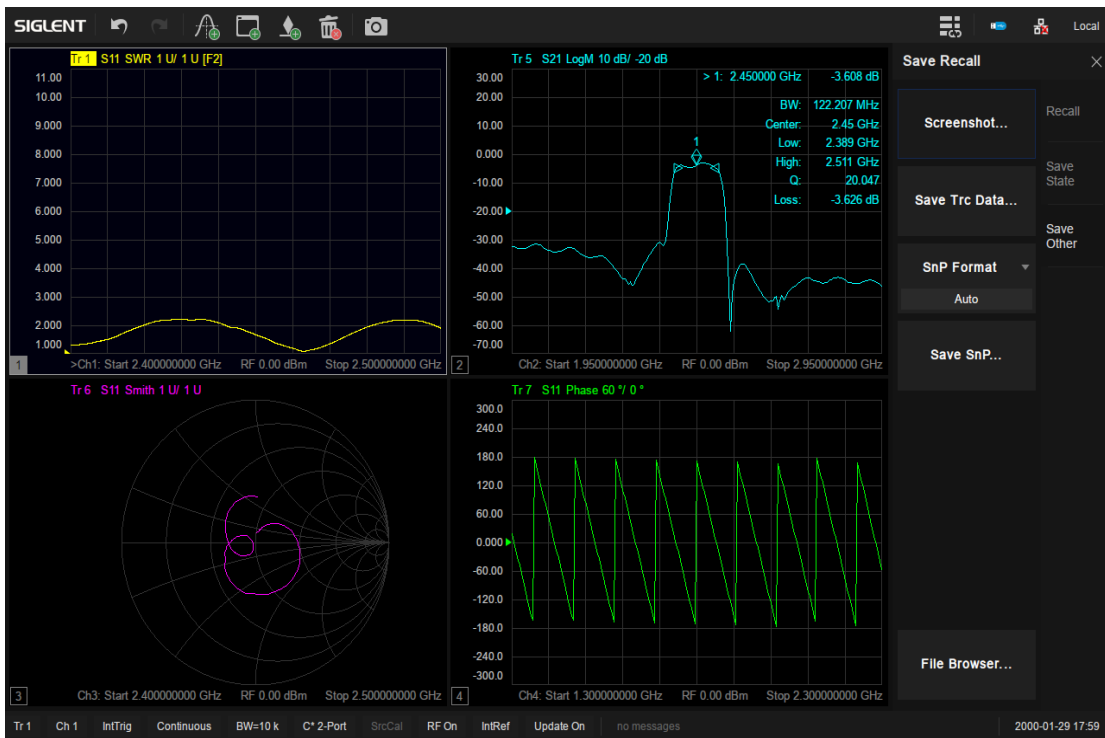 SIGLENT
Local
Tr 1 S11 SWR 1 U/ 1 U [F2]
11.00
10.00
9.000
8.000
7.000
6.000
5.000
4.000
3.000
2.000
1.000
1
>Ch1: Start 2.400000000 GHz RF 0.00 dBm Stop 2.500000000 GHz
Tr 5 S21 LogM 10 dB/ -20 dB
> 1: 2.450000 GHz -3.608 dB
BW: 122.207 MHz
Center: 2.45 GHz
Low: 2.389 GHz
High: 2.511 GHz
Q: 20.047
Loss: -3.626 dB
1
30.00
20.00
10.00
0.000
-10.00
-20.00
-30.00
-40.00
-50.00
-60.00
-70.00
2
Ch2: Start 1.950000000 GHz RF 0.00 dBm Stop 2.950000000 GHz
Tr 6 S11 Smith 1 U/ 1 U
3
Ch3: Start 2.400000000 GHz RF 0.00 dBm Stop 2.500000000 GHz
Tr 7 S11 Phase 60 °/ 0 °
300.0
240.0
180.0
120.0
60.00
0.000
-60.00
-120.0
-180.0
-240.0
-300.0
4
Ch4: Start 1.300000000 GHz RF 0.00 dBm Stop 2.300000000 GHz
Save Recall
Screenshot...
Save Trc Data...
SnP Format
Auto
Save SnP...
File Browser...
Recall
Save
State
Save
Other
Tr 1 Ch 1 IntTrig Continuous BW=10 k C* 2-Port SrcCal RF On IntRef Update On no messages 2000-01-29 17:59